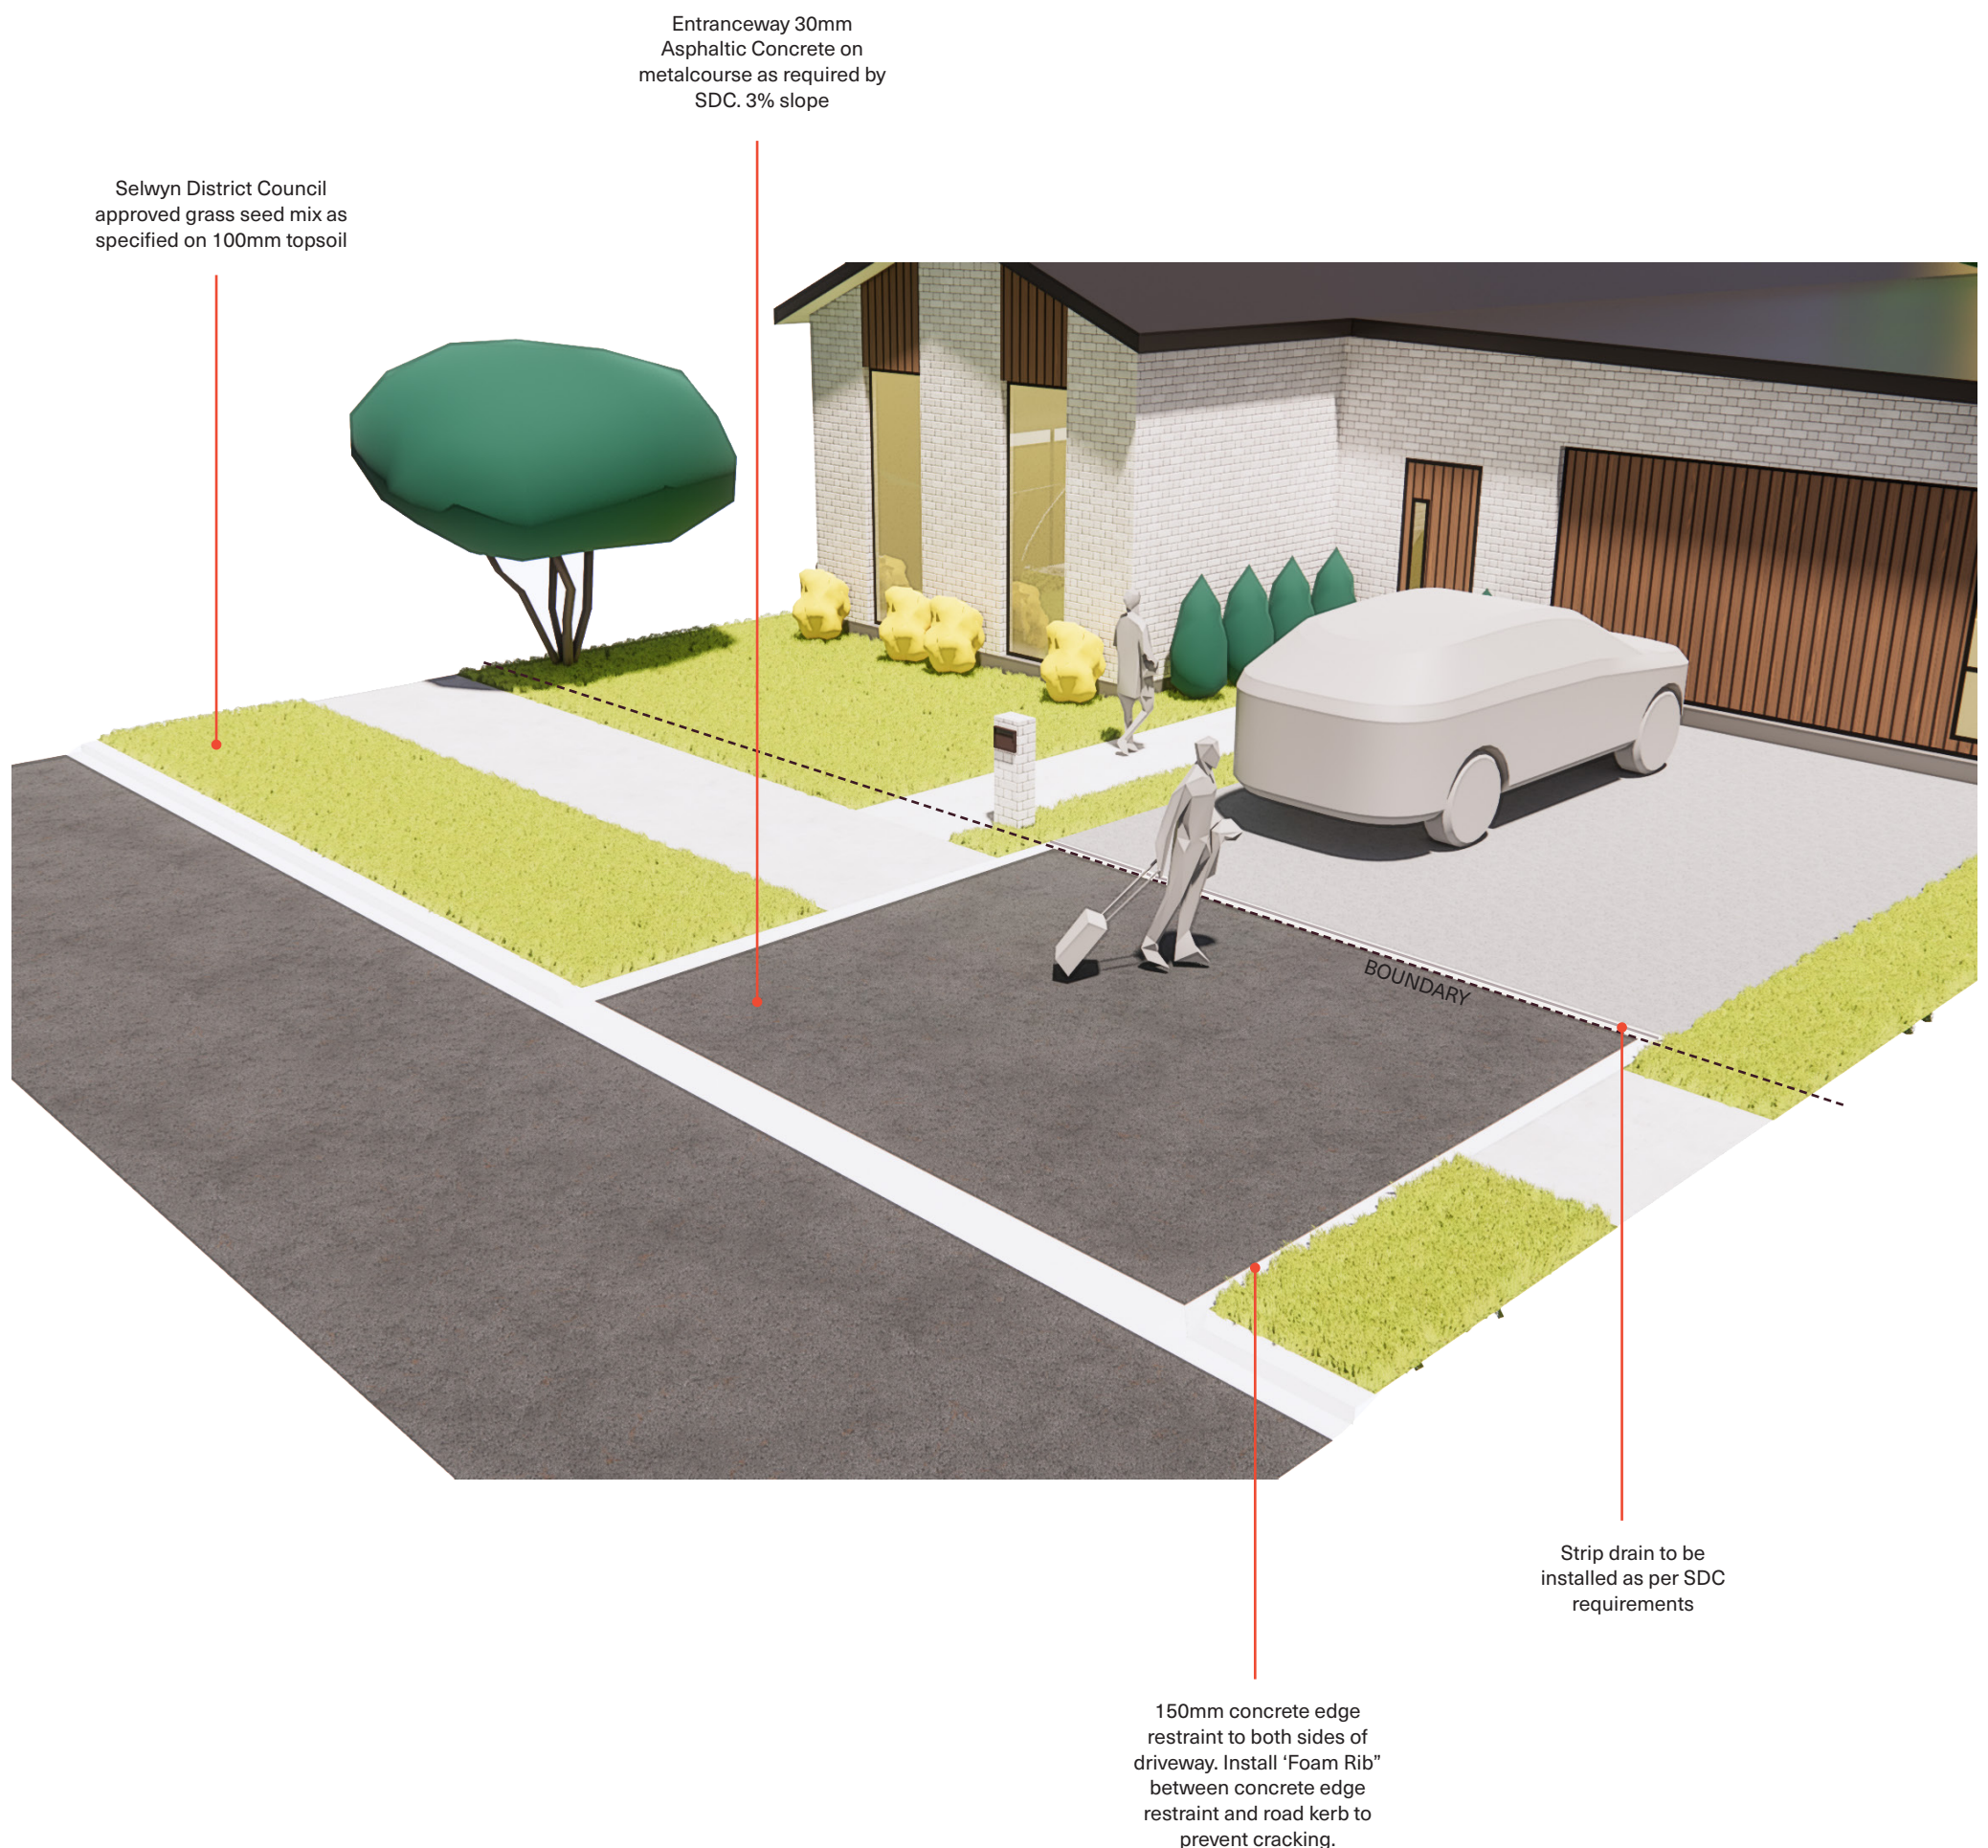 Entranceway 30mm
Asphaltic Concrete on
metalcourse as required by
SDC. 3% slope
Selwyn District Council
approved grass seed mix as
specified on 100mm topsoil
BOUNDARY
Strip drain to be
installed as per SDC
requirements
150mm concrete edge
restraint to both sides of
driveway. Install ‘Foam Rib”
between concrete edge
restraint and road kerb to
prevent cracking.